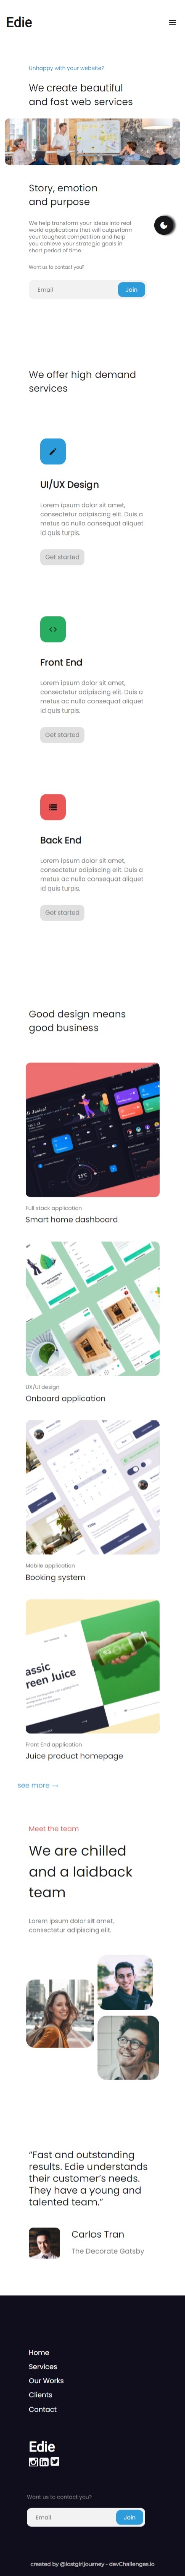 Edie
Unhappy with your website?
We create beautiful
and fast web services
Story, emotion
and purpose
We help transform your ideas into real
world applications that will outperform
your toughest competition and help
you achieve your strategic goals in
short period of time.
Want us to contact you?
Email
Join
We offer high demand
services
UI/UX Design
Lorem ipsum dolor sit amet,
consectetur adipiscing elit. Duis a
metus ac nulla consequat aliquet
id quis turpis.
Get started
Front End
Lorem ipsum dolor sit amet,
consectetur adipiscing elit. Duis a
metus ac nulla consequat aliquet
id quis turpis.
Get started
Back End
Lorem ipsum dolor sit amet,
consectetur adipiscing elit. Duis a
metus ac nulla consequat aliquet
id quis turpis.
Get started
Good design means
good business
Full stack application
Smart home dashboard
UX/UI design
Onboard application
Mobile application
Booking system
assic
reen Juice
Front End application
Juice product homepage
see more →
Meet the team
We are chilled
and a laidback
team
Lorem ipsum dolor sit amet,
consectetur adipiscing elit.
“Fast and outstanding
results. Edie understands
their customer’s needs.
They have a young and
talented team.”
Carlos Tran
The Decorate Gatsby
Home
Services
Our Works
Clients
Contact
Edie
Want us to contact you?
Email
Join
created by @lostgirljourney - devChallenges.io